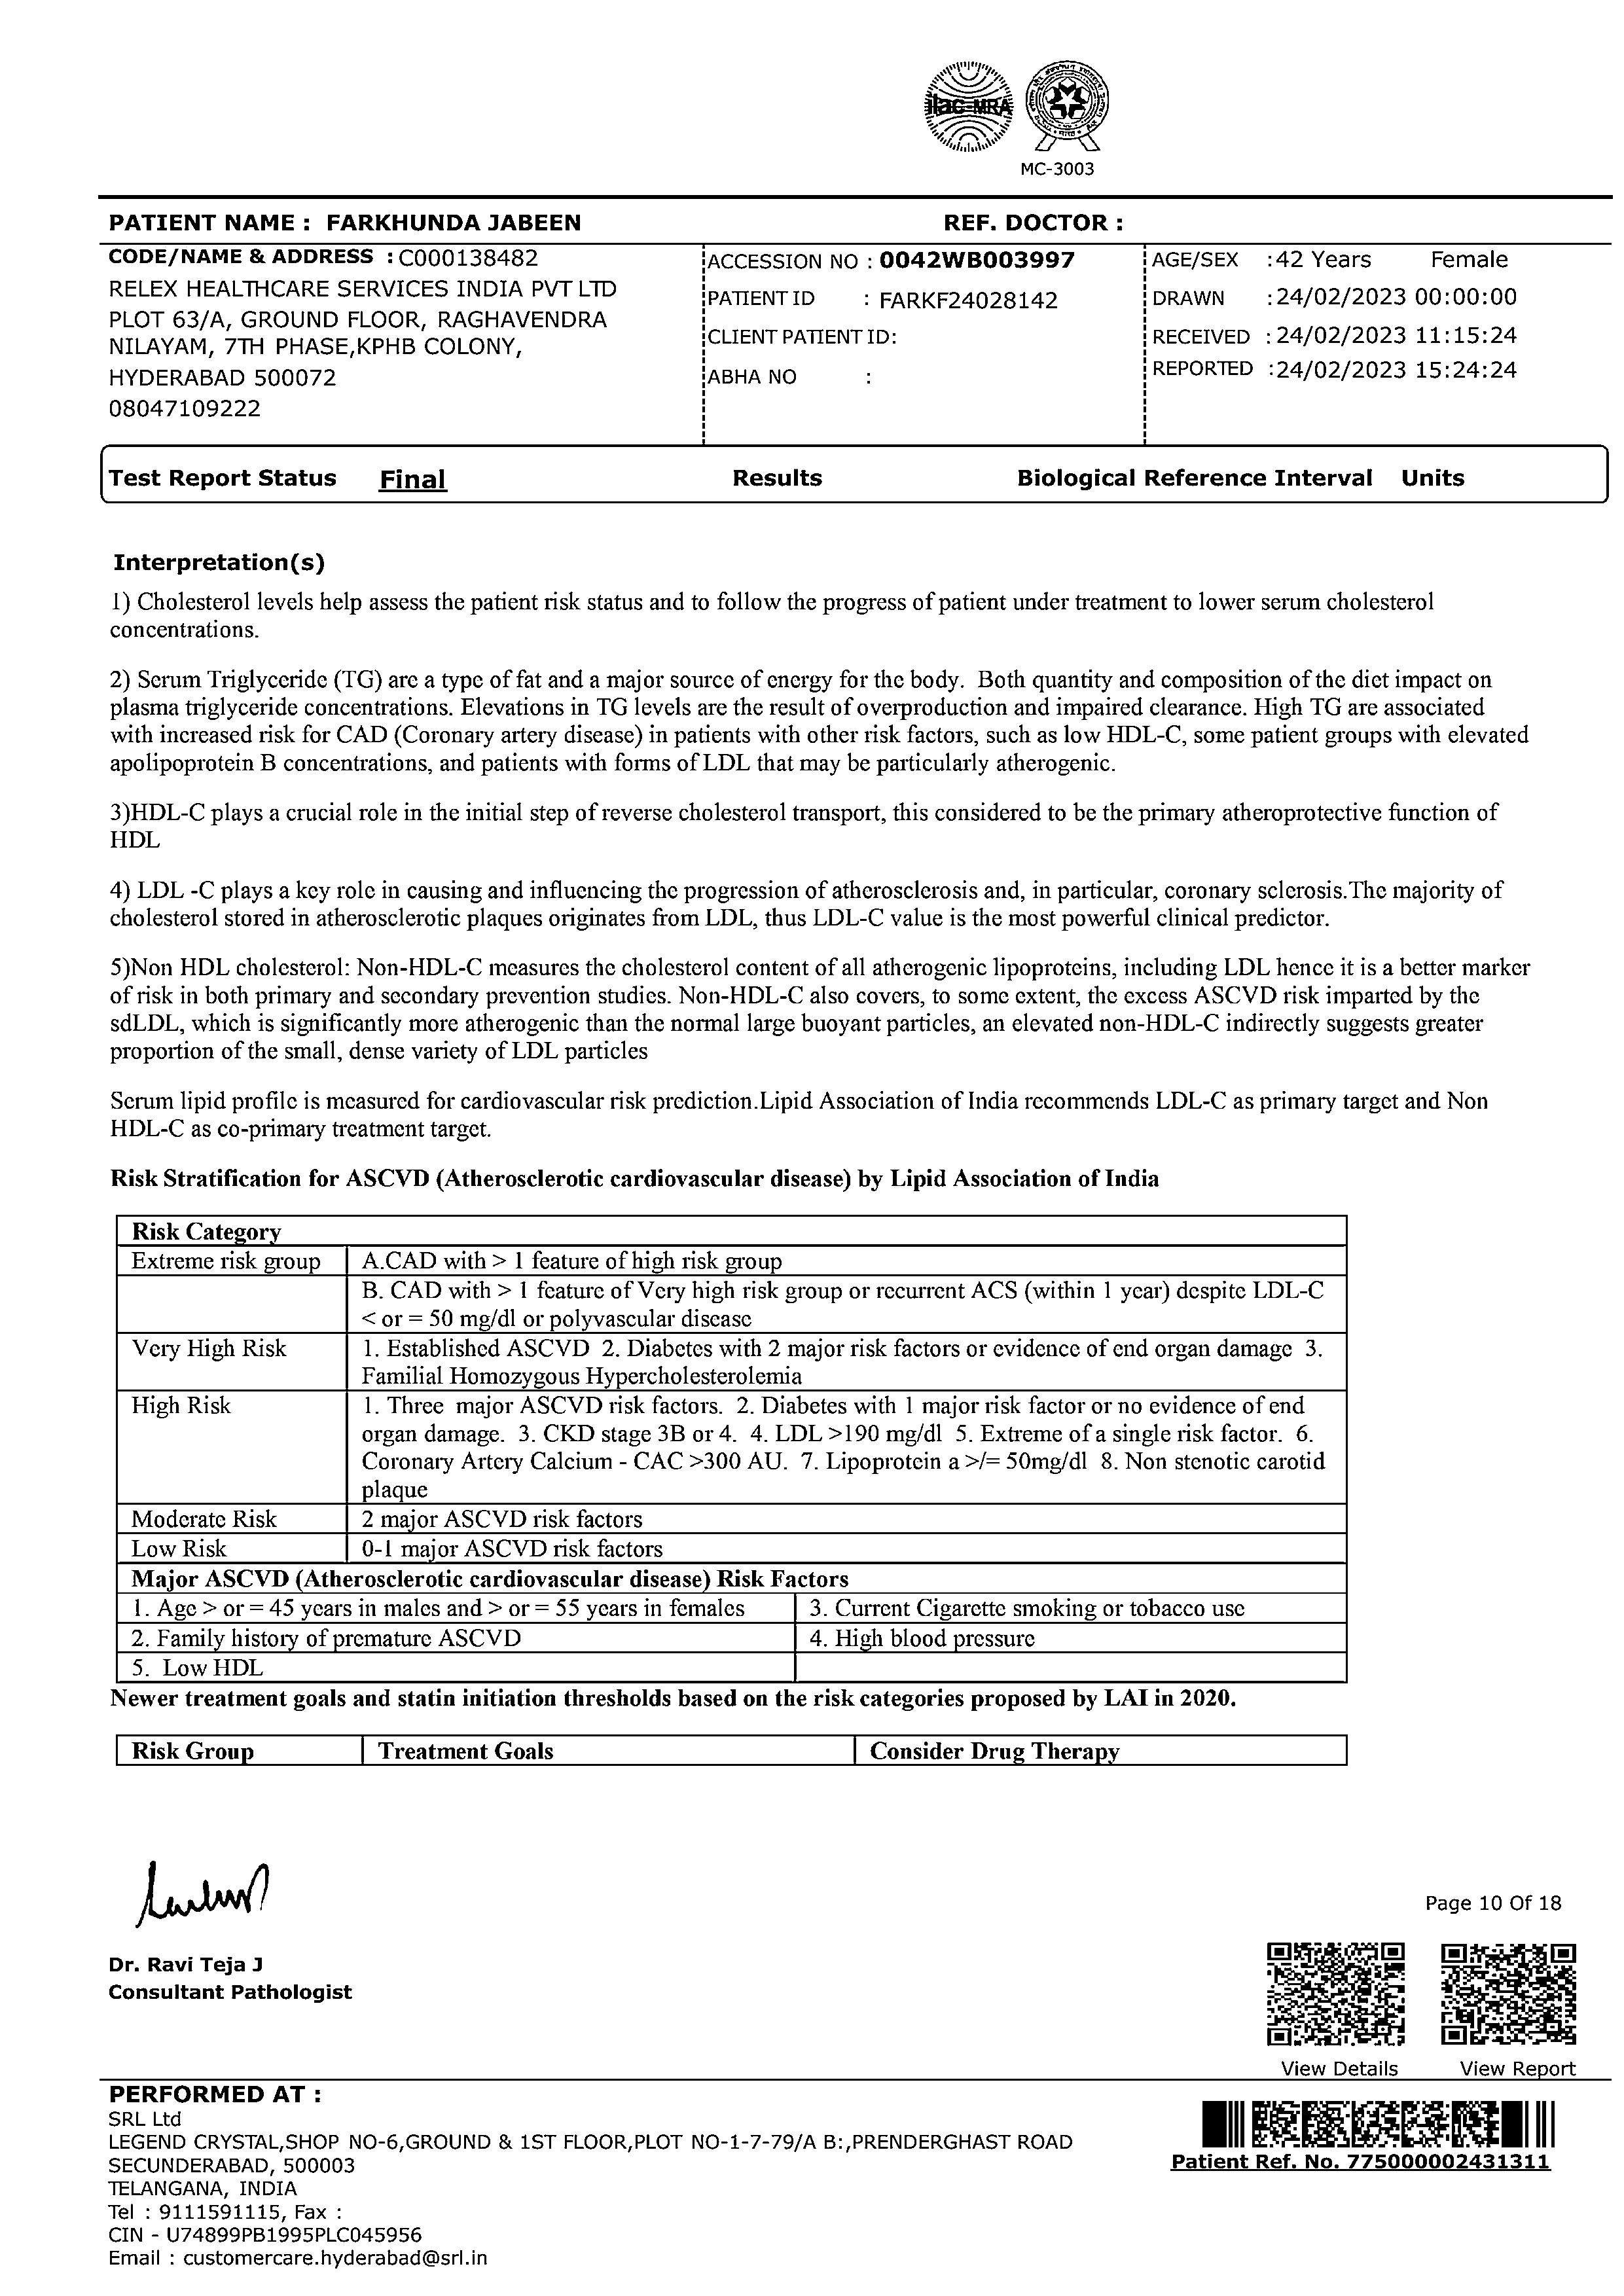 ilac-MRA
MC-3003
PATIENT NAME : FARKHUNDA JABEEN REF. DOCTOR :
CODE/NAME & ADDRESS : C000138482
RELEX HEALTHCARE SERVICES INDIA PVT LTD
PLOT 63/A, GROUND FLOOR, RAGHAVENDRA
NILAYAM, 7TH PHASE,KPHB COLONY,
HYDERABAD 500072
08047109222
ACCESSION NO : 0042WB003997
PATIENT ID : FARKF24028142
CLIENT PATIENT ID:
ABHA NO :
AGE/SEX :42 Years Female
DRAWN :24/02/2023 00:00:00
RECEIVED :24/02/2023 11:15:24
REPORTED :24/02/2023 15:24:24
Test Report Status Final Results Biological Reference Interval Units
Interpretation(s)
1) Cholesterol levels help assess the patient risk status and to follow the progress of patient under treatment to lower serum cholesterol
concentrations.
2) Serum Triglyceride (TG) are a type of fat and a major source of energy for the body. Both quantity and composition of the diet impact on
plasma triglyceride concentrations. Elevations in TG levels are the result of overproduction and impaired clearance. High TG are associated
with increased risk for CAD (Coronary artery disease) in patients with other risk factors, such as low HDL-C, some patient groups with elevated
apolipoprotein B concentrations, and patients with forms of LDL that may be particularly atherogenic.
3)HDL-C plays a crucial role in the initial step of reverse cholesterol transport, this considered to be the primary atheroprotective function of
HDL
4) LDL -C plays a key role in causing and influencing the progression of atherosclerosis and, in particular, coronary sclerosis.The majority of
cholesterol stored in atherosclerotic plaques originates from LDL, thus LDL-C value is the most powerful clinical predictor.
5)Non HDL cholesterol: Non-HDL-C measures the cholesterol content of all atherogenic lipoproteins, including LDL hence it is a better marker
of risk in both primary and secondary prevention studies. Non-HDL-C also covers, to some extent, the excess ASCVD risk imparted by the
sdLDL, which is significantly more atherogenic than the normal large buoyant particles, an elevated non-HDL-C indirectly suggests greater
proportion of the small, dense variety of LDL particles
Serum lipid profile is measured for cardiovascular risk prediction.Lipid Association of India recommends LDL-C as primary target and Non
HDL-C as co-primary treatment target.
Risk Stratification for ASCVD (Atherosclerotic cardiovascular disease) by Lipid Association of India
Risk Category
Extreme risk group A.CAD with > 1 feature of high risk group
B. CAD with > 1 feature of Very high risk group or recurrent ACS (within 1 year) despite LDL-C
< or = 50 mg/dl or polyvascular disease
Very High Risk 1. Established ASCVD 2. Diabetes with 2 major risk factors or evidence of end organ damage 3.
Familial Homozygous Hypercholesterolemia
High Risk 1. Three major ASCVD risk factors. 2. Diabetes with 1 major risk factor or no evidence of end
organ damage. 3. CKD stage 3B or 4. 4. LDL >190 mg/dl 5. Extreme of a single risk factor. 6.
Coronary Artery Calcium - CAC >300 AU. 7. Lipoprotein a >/= 50mg/dl 8. Non stenotic carotid
plaque
Moderate Risk 2 major ASCVD risk factors
Low Risk 0-1 major ASCVD risk factors
Major ASCVD (Atherosclerotic cardiovascular disease) Risk Factors
1. Age > or = 45 years in males and > or = 55 years in females 3. Current Cigarette smoking or tobacco use
2. Family history of premature ASCVD 4. High blood pressure
5. Low HDL
Newer treatment goals and statin initiation thresholds based on the risk categories proposed by LAI in 2020.
Risk Group Treatment Goals Consider Drug Therapy
Page 10 Of 18
Dr. Ravi Teja J
Consultant Pathologist
View Details View Report
PERFORMED AT :
SRL Ltd
LEGEND CRYSTAL,SHOP NO-6,GROUND & 1ST FLOOR,PLOT NO-1-7-79/A B:,PRENDERGHAST ROAD
SECUNDERABAD, 500003
TELANGANA, INDIA
Tel : 9111591115, Fax :
CIN - U74899PB1995PLC045956
Email : customercare.hyderabad@srl.in
Patient Ref. No. 775000002431311